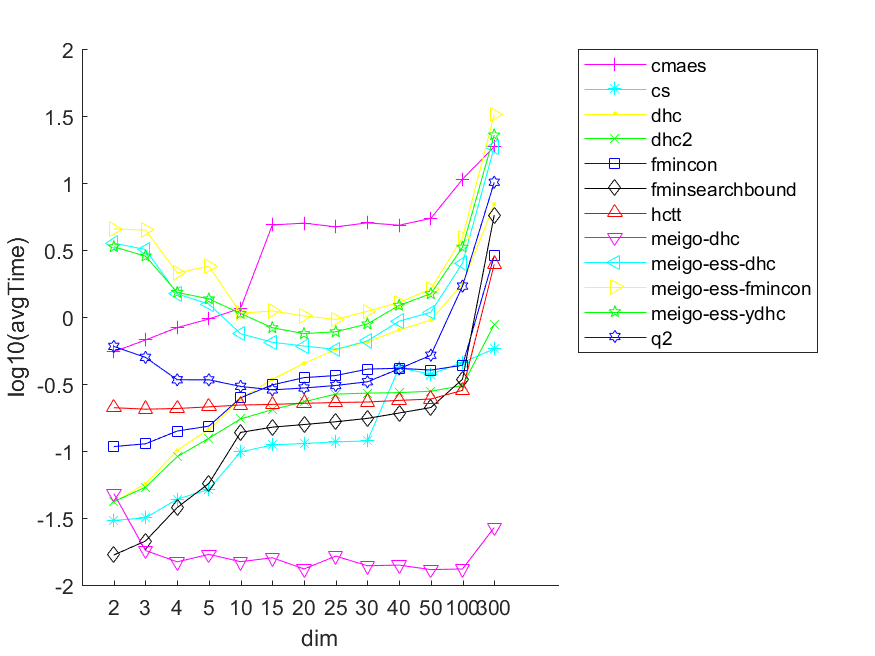 2
1.5
1
0.5
0
-0.5
-1
-1.5
-2
log10(avgTime)
2 3 4 5 10 15 20 25 30 40 50 100 300
dim
cmaes
cs
dhc
dhc2
fmincon
fminsearchbound
hctt
meigo-dhc
meigo-ess-dhc
meigo-ess-fmincon
meigo-ess-ydhc
q2